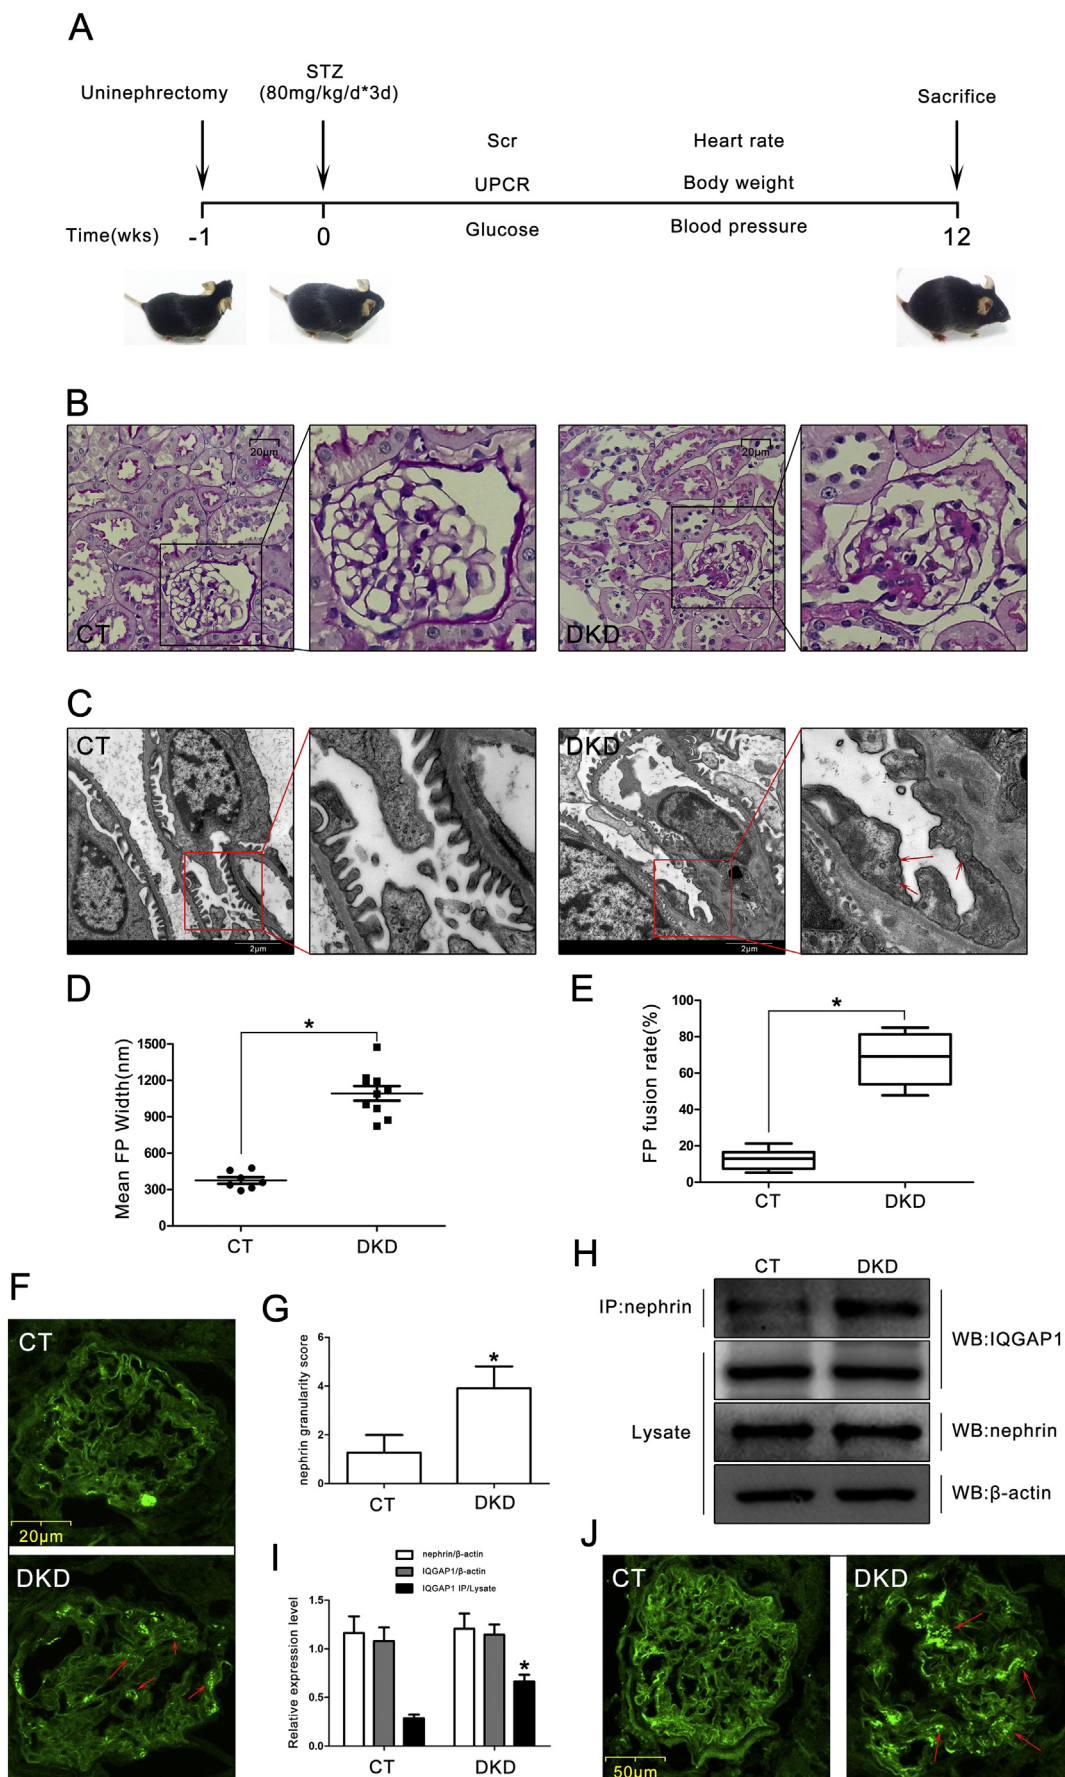 A
Uninephrectomy
STZ
(80mg/kg/d*3d)
Sacrifice
Scr
Heart rate
UPCR
Body weight
Time(wks)
-1
0
Glucose
Blood pressure
12
B
20μm
CT
20μm
DKD
C
CT
2μm
DKD
2μm
D
*
Mean FP Width(nm)
1500
1200
900
600
300
0
CT
DKD
E
*
FP fusion rate(%)
100
80
60
40
20
0
CT
DKD
F
CT
20μm
DKD
G
nephrin granularity score
6
4
2
0
*
CT
DKD
H
CT
DKD
IP:nephrin
WB:IQGAP1
Lysate
WB:nephrin
WB:β-actin
I
nephrin/β-actin
IQGAP1/β-actin
IQGAP1 IP/Lysate
Relative expression level
1.5
1.0
0.5
0.0
*
CT
DKD
J
CT
50μm
DKD